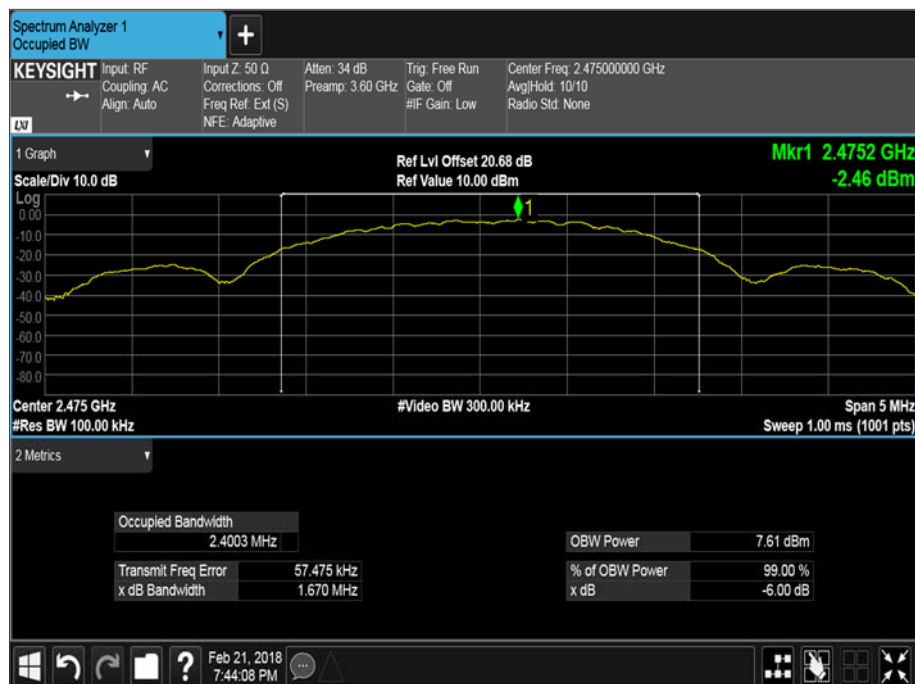 Spectrum Analyzer 1
Occupied BW
+
KEYSIGHT
LXI
Input: RF
Coupling: AC
Align: Auto
Input Z: 50 Ω
Corrections: Off
Freq Ref: Ext (S)
NFE: Adaptive
Atten: 34 dB
Preamp: 3.60 GHz
Trig: Free Run
Gate: Off
#IF Gain: Low
Center Freq: 2.475000000 GHz
Avg|Hold: 10/10
Radio Std: None
1 Graph
Scale/Div 10.0 dB
Ref Lvl Offset 20.68 dB
Ref Value 10.00 dBm
Mkr1 2.4752 GHz
-2.46 dBm
Log
0.00
-10.0
-20.0
-30.0
-40.0
-50.0
-60.0
-70.0
-80.0
1
Center 2.475 GHz
#Res BW 100.00 kHz
#Video BW 300.00 kHz
Span 5 MHz
Sweep 1.00 ms (1001 pts)
2 Metrics
Occupied Bandwidth
2.4003 MHz
Transmit Freq Error 57.475 kHz
x dB Bandwidth 1.670 MHz
OBW Power 7.61 dBm
% of OBW Power 99.00 %
x dB -6.00 dB
?
Feb 21, 2018
7:44:08 PM